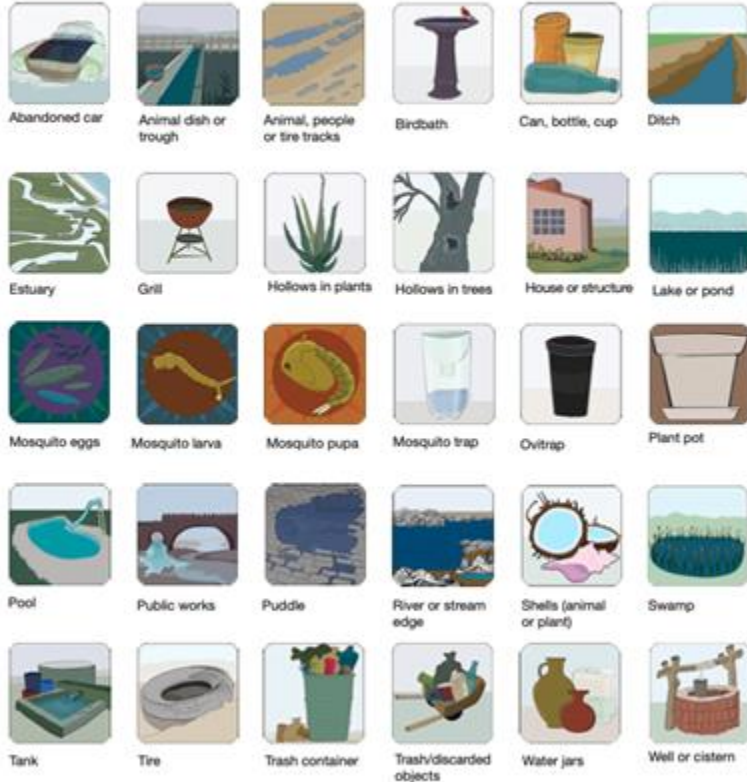 Abandoned car
Animal dish or
trough
Animal, people
or tire tracks
Birdbath
Can, bottle, cup
Ditch
Estuary
Grill
Hollows in plants
Hollows in trees
House or structure
Lake or pond
Mosquito eggs
Mosquito larva
Mosquito pupa
Mosquito trap
Ovitrap
Plant pot
Pool
Public works
Puddle
River or stream
edge
Shells (animal
or plant)
Swamp
Tank
Tire
Trash container
Trash/discarded
objects
Water jars
Well or cistern